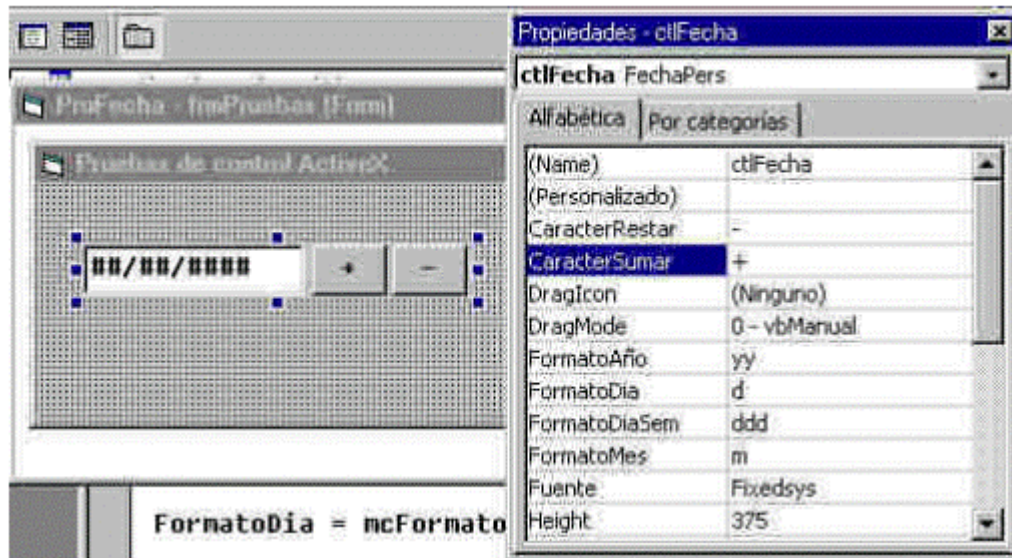 PruFecha - frmPruebas (Form)
Pruebas de control ActiveX
##/##/####
+
-
FormatoDia = mcFormato
Propiedades - ctlFecha
ctlFecha FechaPers
Alfabética
Por categorías
(Name) ctlFecha
(Personalizado)
CaracterRestar -
CaracterSumar +
DragIcon (Ninguno)
DragMode 0 - vbManual
FormatoAño yy
FormatoDia d
FormatoDiaSem ddd
FormatoMes m
Fuente Fixedsys
Height 375